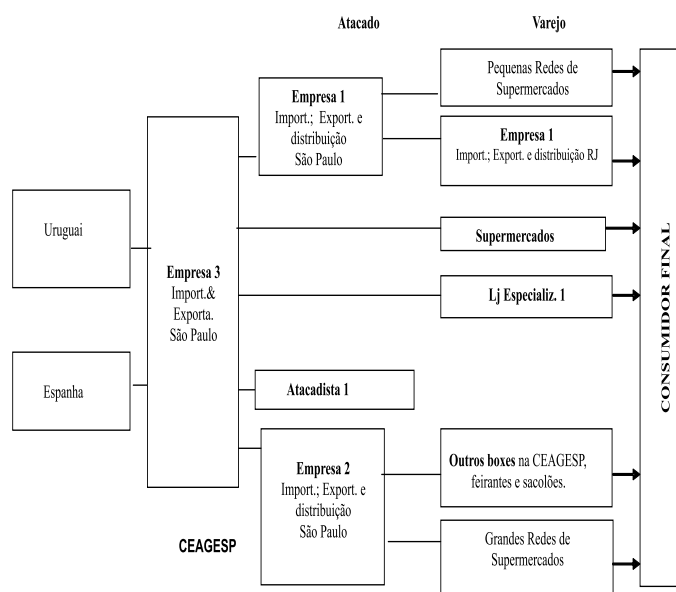 Atacado
Varejo
Pequenas Redes de
Supermercados
Empresa 1
Import.; Export. e
distribuição
São Paulo
Empresa 1
Import.; Export. e distribuição RJ
Uruguai
Supermercados
Empresa 3
Import.&
Exporta.
São Paulo
Lj Especializ. 1
Espanha
Atacadista 1
Outros boxes na CEAGESP,
feirantes e sacolões.
Empresa 2
Import.; Export. e
distribuição
São Paulo
CEAGESP
Grandes Redes de
Supermercados
CONSUMIDOR FINAL